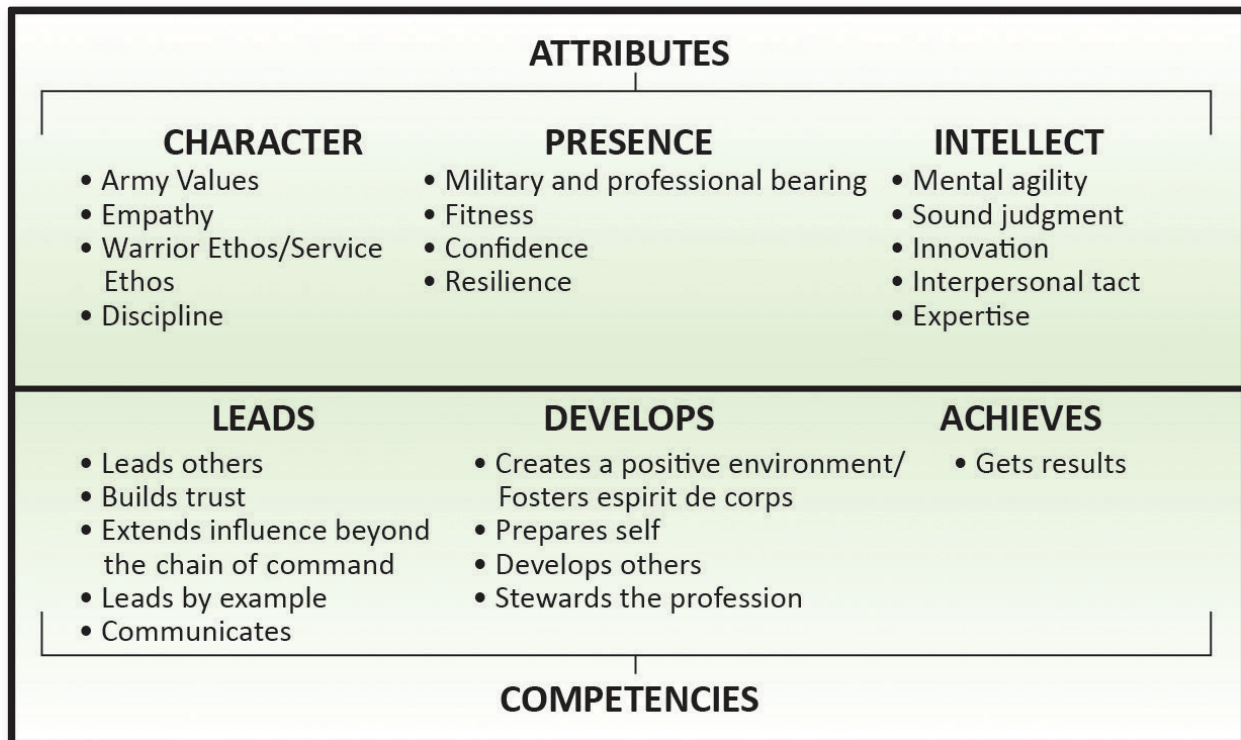 ATTRIBUTES
CHARACTER
• Army Values
• Empathy
• Warrior Ethos/Service
Ethos
• Discipline
PRESENCE
• Military and professional bearing
• Fitness
• Confidence
• Resilience
INTELLECT
• Mental agility
• Sound judgment
• Innovation
• Interpersonal tact
• Expertise
LEADS
• Leads others
• Builds trust
• Extends influence beyond
the chain of command
• Leads by example
• Communicates
DEVELOPS
• Creates a positive environment/
Fosters espirit de corps
• Prepares self
• Develops others
• Stewards the profession
ACHIEVES
• Gets results
COMPETENCIES